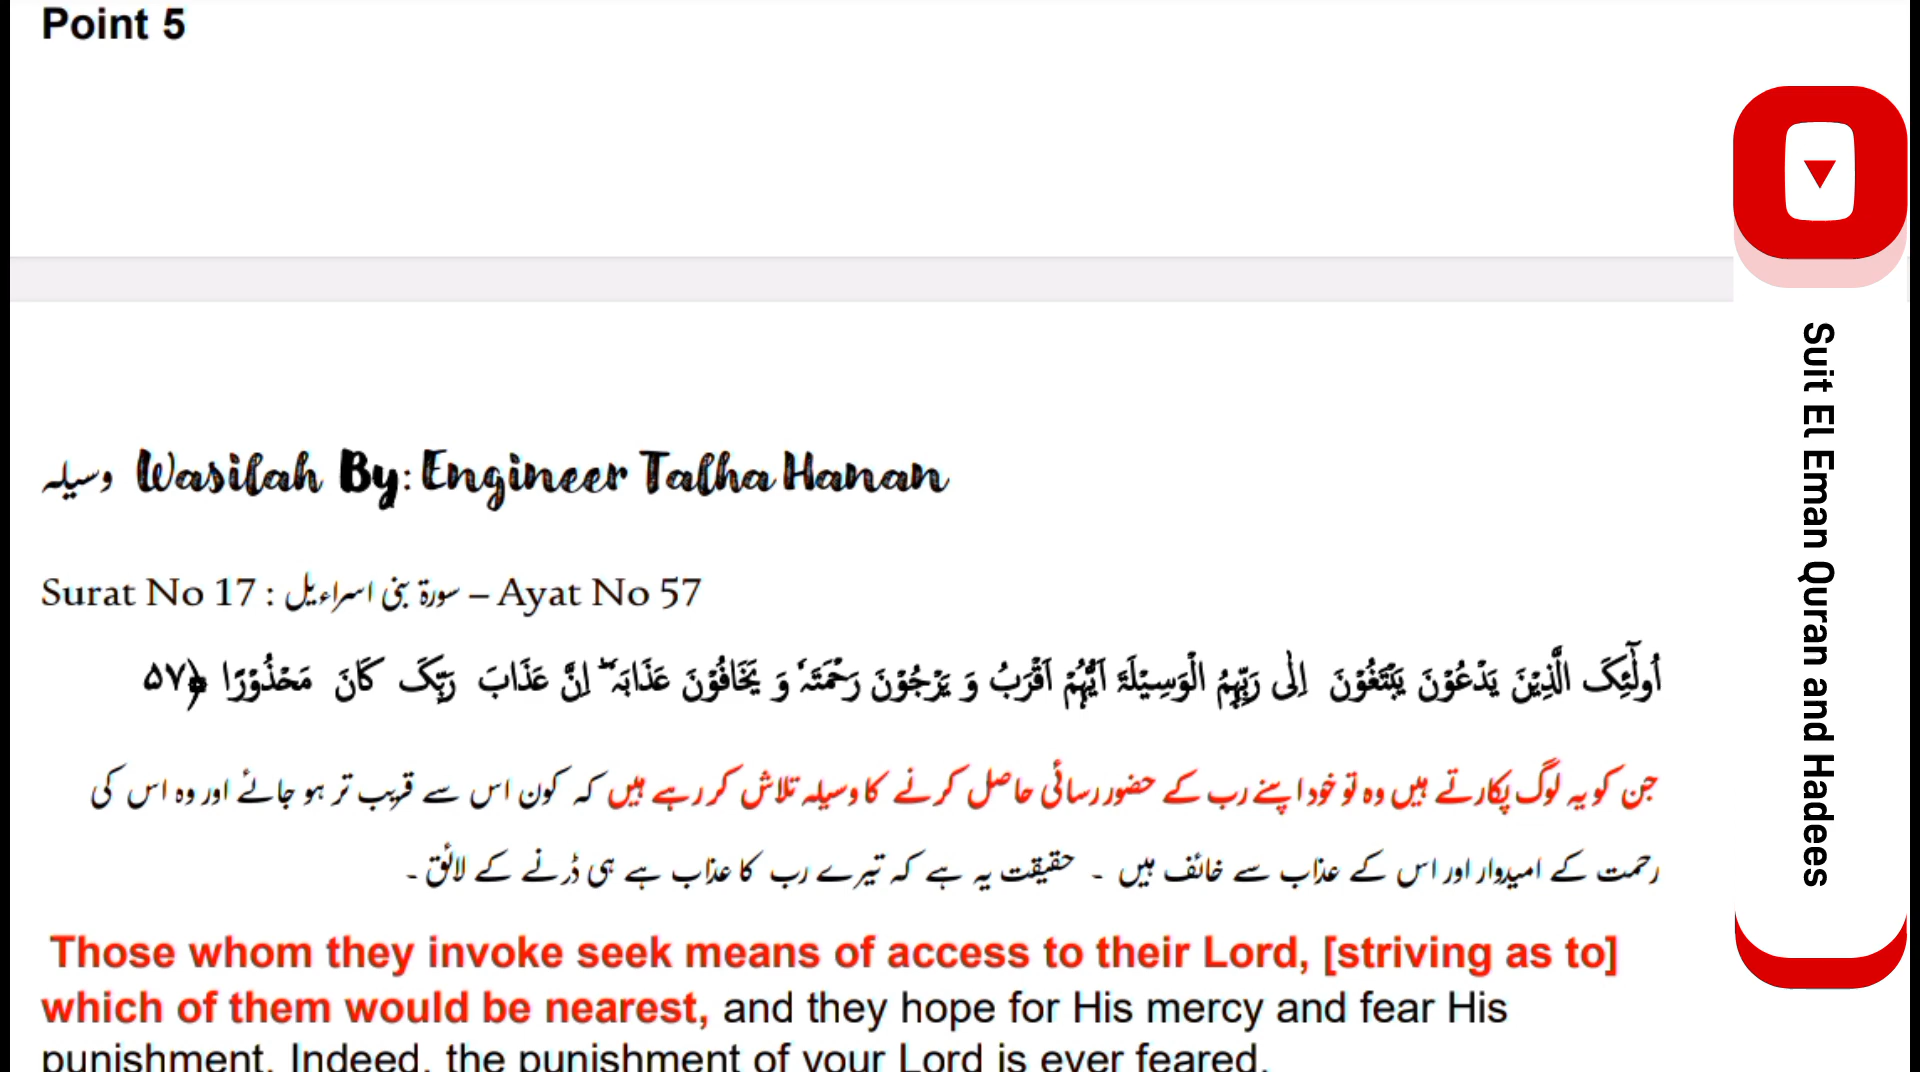 Point 5
وسیلہ Wasilah By: Engineer Talha Hanan
Surat No 17 : سورة بنی اسراءیل – Ayat No 57
اُولٰٓئِکَ الَّذِیۡنَ یَدۡعُوۡنَ یَبۡتَغُوۡنَ اِلٰی رَبِّہِمُ الۡوَسِیۡلَۃَ اَیُّہُمۡ اَقۡرَبُ وَ یَرۡجُوۡنَ رَحۡمَتَہٗ وَ یَخَافُوۡنَ عَذَابَہٗ ؕ اِنَّ عَذَابَ رَبِّکَ کَانَ مَحۡذُوۡرًا ﴿۵۷
جن کو یہ لوگ پکارتے ہیں وہ تو خود اپنے رب کے حضور رسائی حاصل کرنے کا وسیلہ تلاش کر رہے ہیں کہ کون اس سے قریب تر ہو جائے اور وہ اس کی
رحمت کے امیدوار اور اس کے عذاب سے خائف ہیں ۔ حقیقت یہ ہے کہ تیرے رب کا عذاب ہے ہی ڈرنے کے لائق ۔
Those whom they invoke seek means of access to their Lord, [striving as to]
which of them would be nearest, and they hope for His mercy and fear His
punishment. Indeed, the punishment of your Lord is ever feared.
Suit El Eman Quran and Hadees